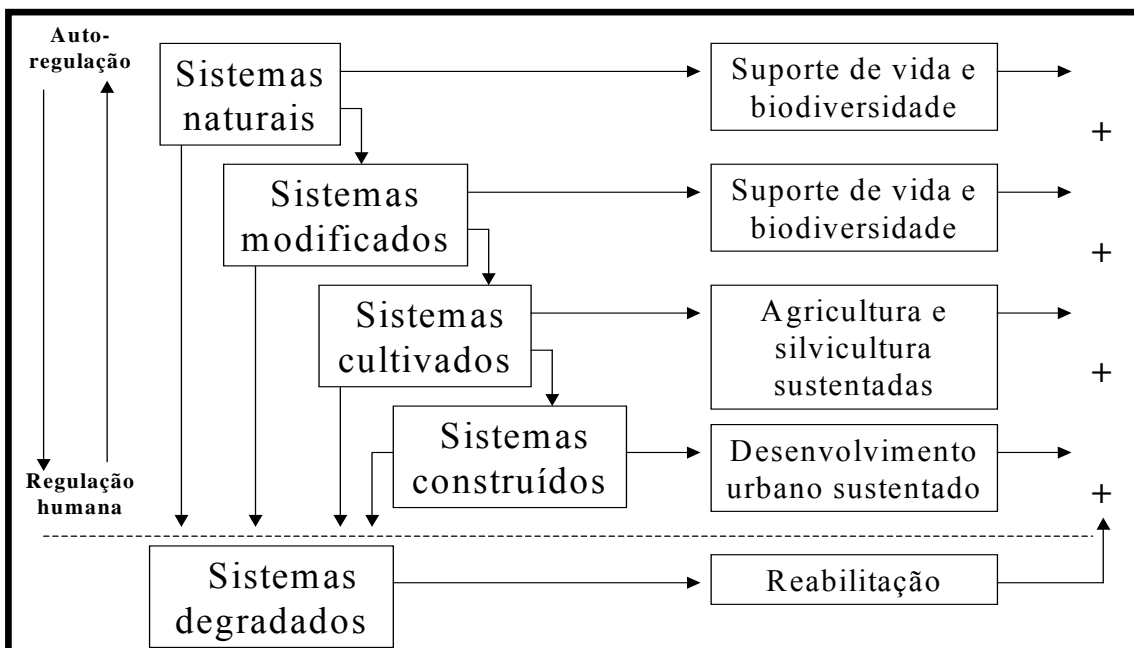 Auto-
regulação
Sistemas
naturais
Suporte de vida e
biodiversidade
+
Sistemas
modificados
Suporte de vida e
biodiversidade
+
Sistemas
cultivados
Agricultura e
silvicultura
sustentadas
+
Sistemas
construídos
Desenvolvimento
urbano sustentado
Regulação
humana
+
Sistemas
degradados
Reabilitação